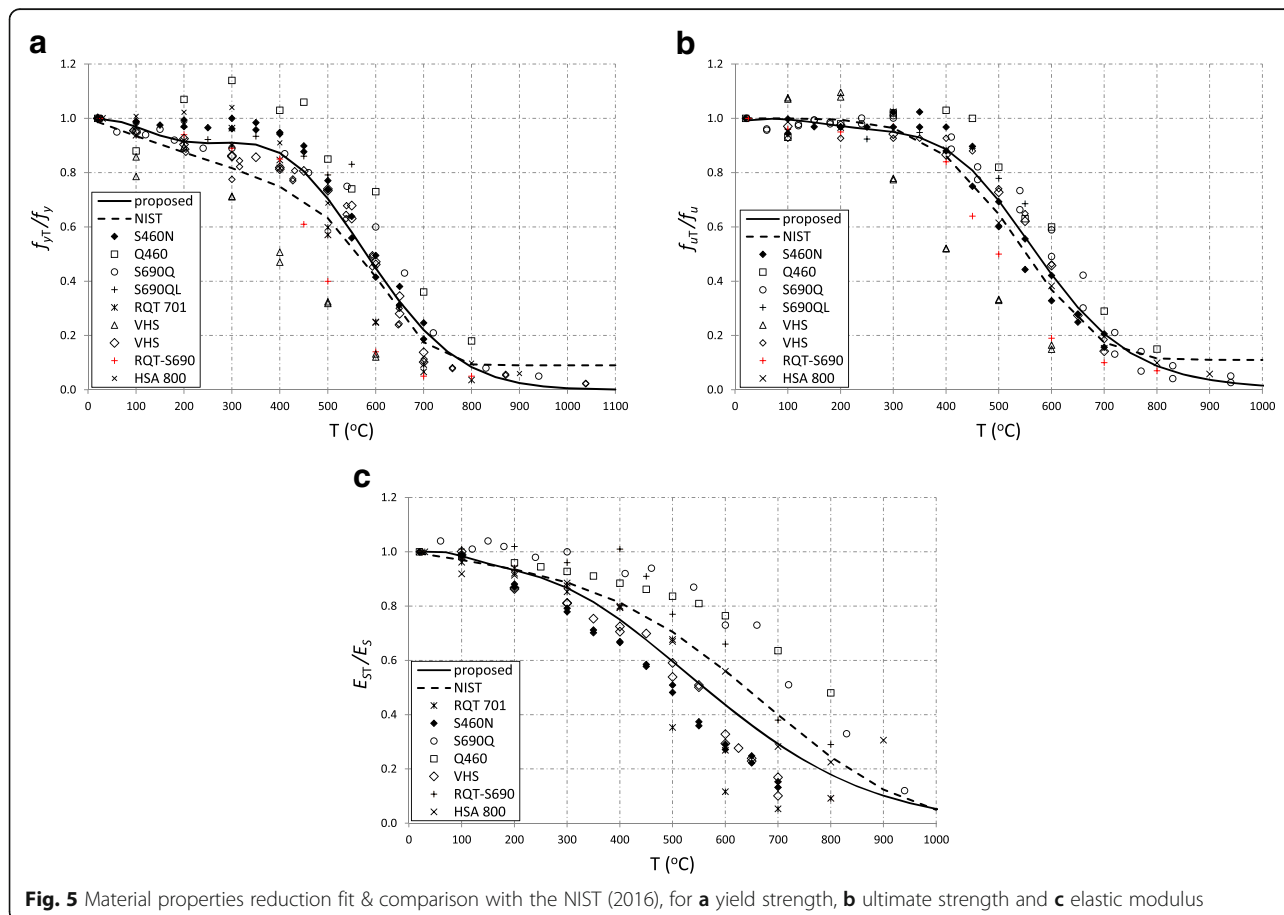 a
1.2
1.0
0.8
0.6
0.4
0.2
0.0
f_yT/f_y
proposed
NIST
S460N
Q460
S690Q
S690QL
RQT 701
VHS
VHS
RQT-S690
HSA 800
0 100 200 300 400 500 600 700 800 900 1000 1100
T (°C)
b
1.2
1.0
0.8
0.6
0.4
0.2
0.0
f_uT/f_u
proposed
NIST
S460N
Q460
S690Q
S690QL
VHS
VHS
RQT-S690
HSA 800
0 100 200 300 400 500 600 700 800 900 1000
T (°C)
c
1.2
1.0
0.8
0.6
0.4
0.2
0.0
E_ST/E_S
proposed
NIST
RQT 701
S460N
S690Q
Q460
VHS
RQT-S690
HSA 800
0 100 200 300 400 500 600 700 800 900 1000
T (°C)
Fig. 5 Material properties reduction fit & comparison with the NIST (2016), for a yield strength, b ultimate strength and c elastic modulus